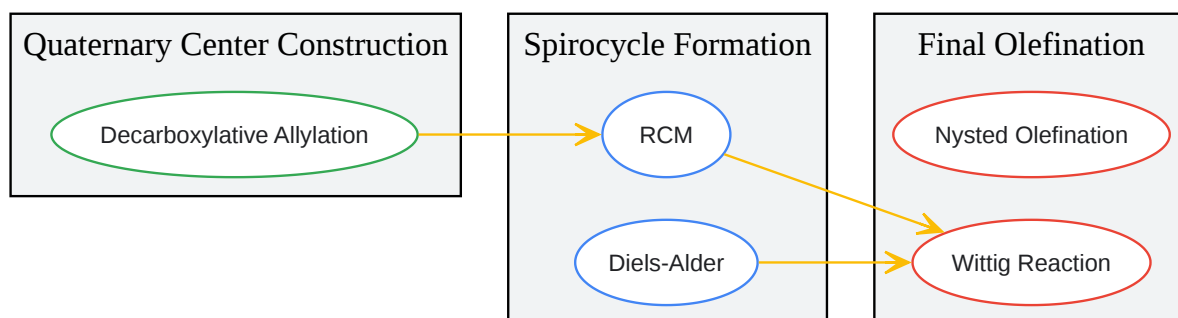 Quaternary Center Construction
Decarboxylative Allylation
Spirocycle Formation
RCM
Diels-Alder
Final Olefination
Nysted Olefination
Wittig Reaction